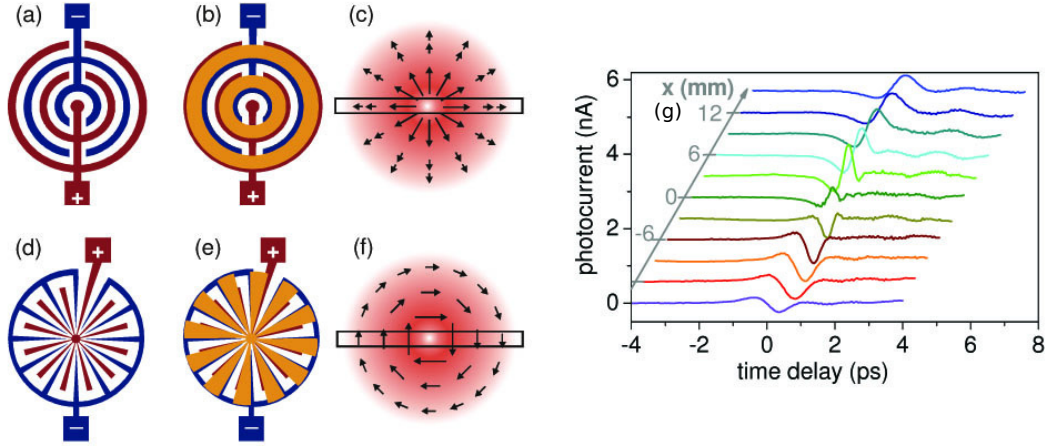 (a)
−
+
(b)
−
+
(c)
(d)
+
−
(e)
+
−
(f)
(g)
x (mm)
12
6
0
-6
photocurrent (nA)
6
4
2
0
-4
-2
0
2
4
6
8
time delay (ps)